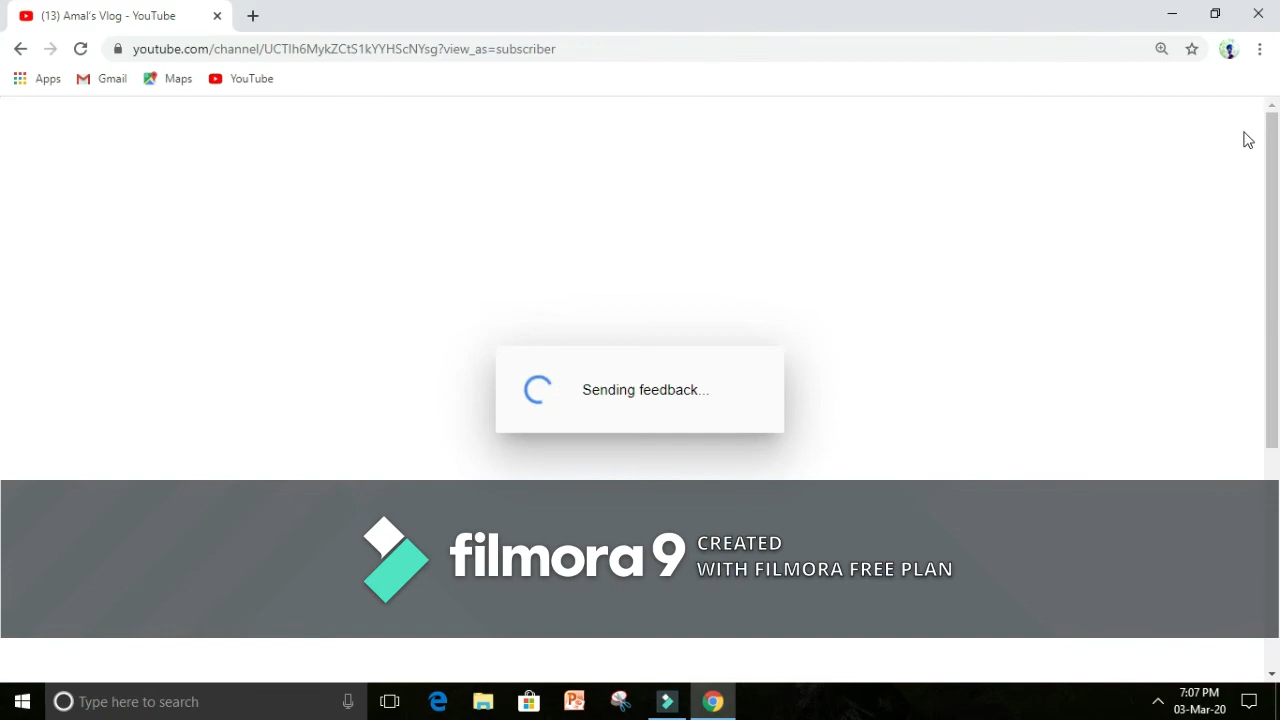 (13) Amal's Vlog - YouTube
youtube.com/channel/UCTIh6MykZCtS1kYYHScNYsg?view_as=subscriber
Apps Gmail Maps YouTube
Sending feedback...
filmora 9 CREATED
WITH FILMORA FREE PLAN
Type here to search
7:07 PM
03-Mar-20